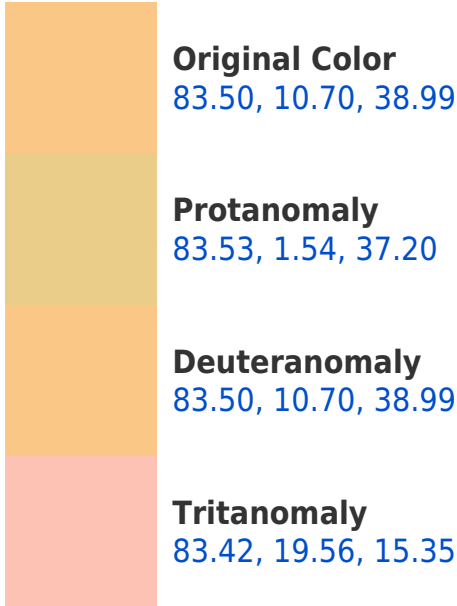 Original Color
83.50, 10.70, 38.99
Protanomaly
83.53, 1.54, 37.20
Deuteranomaly
83.50, 10.70, 38.99
Tritanomaly
83.42, 19.56, 15.35